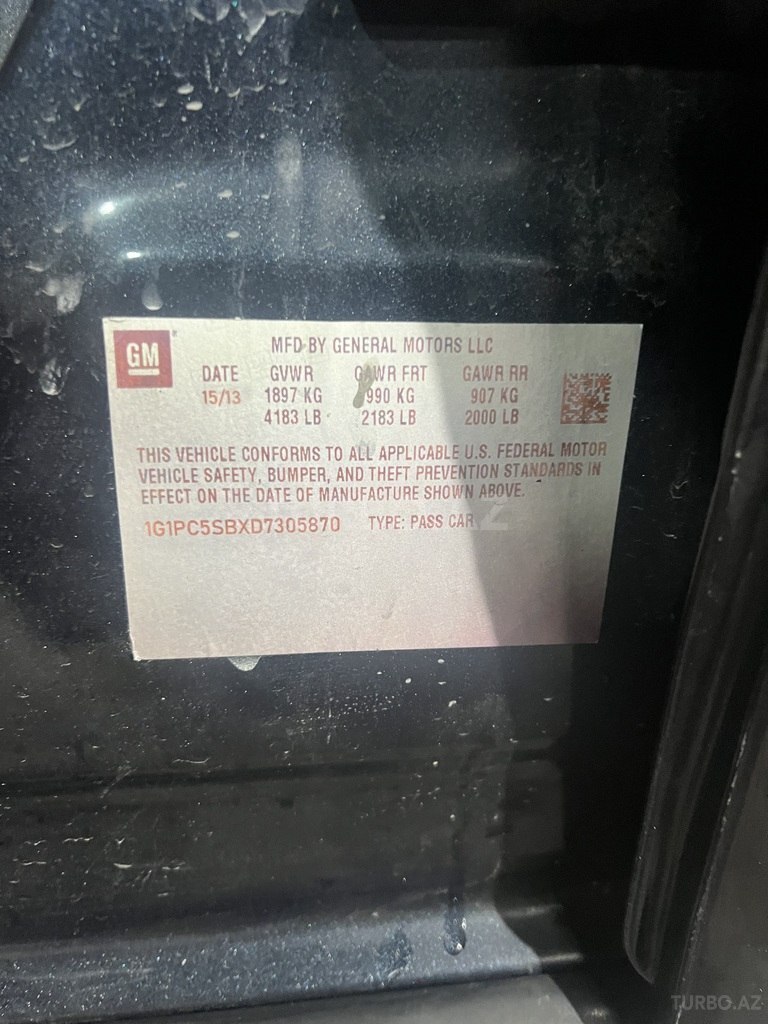 GM
MFD BY GENERAL MOTORS LLC
DATE GVWR GAWR FRT GAWR RR
15/13 1897 KG 990 KG 907 KG
4183 LB 2183 LB 2000 LB
THIS VEHICLE CONFORMS TO ALL APPLICABLE U.S. FEDERAL MOTOR
VEHICLE SAFETY, BUMPER, AND THEFT PREVENTION STANDARDS IN
EFFECT ON THE DATE OF MANUFACTURE SHOWN ABOVE.
1G1PC5SBXD7305870 TYPE: PASS CAR
TURBO.AZ